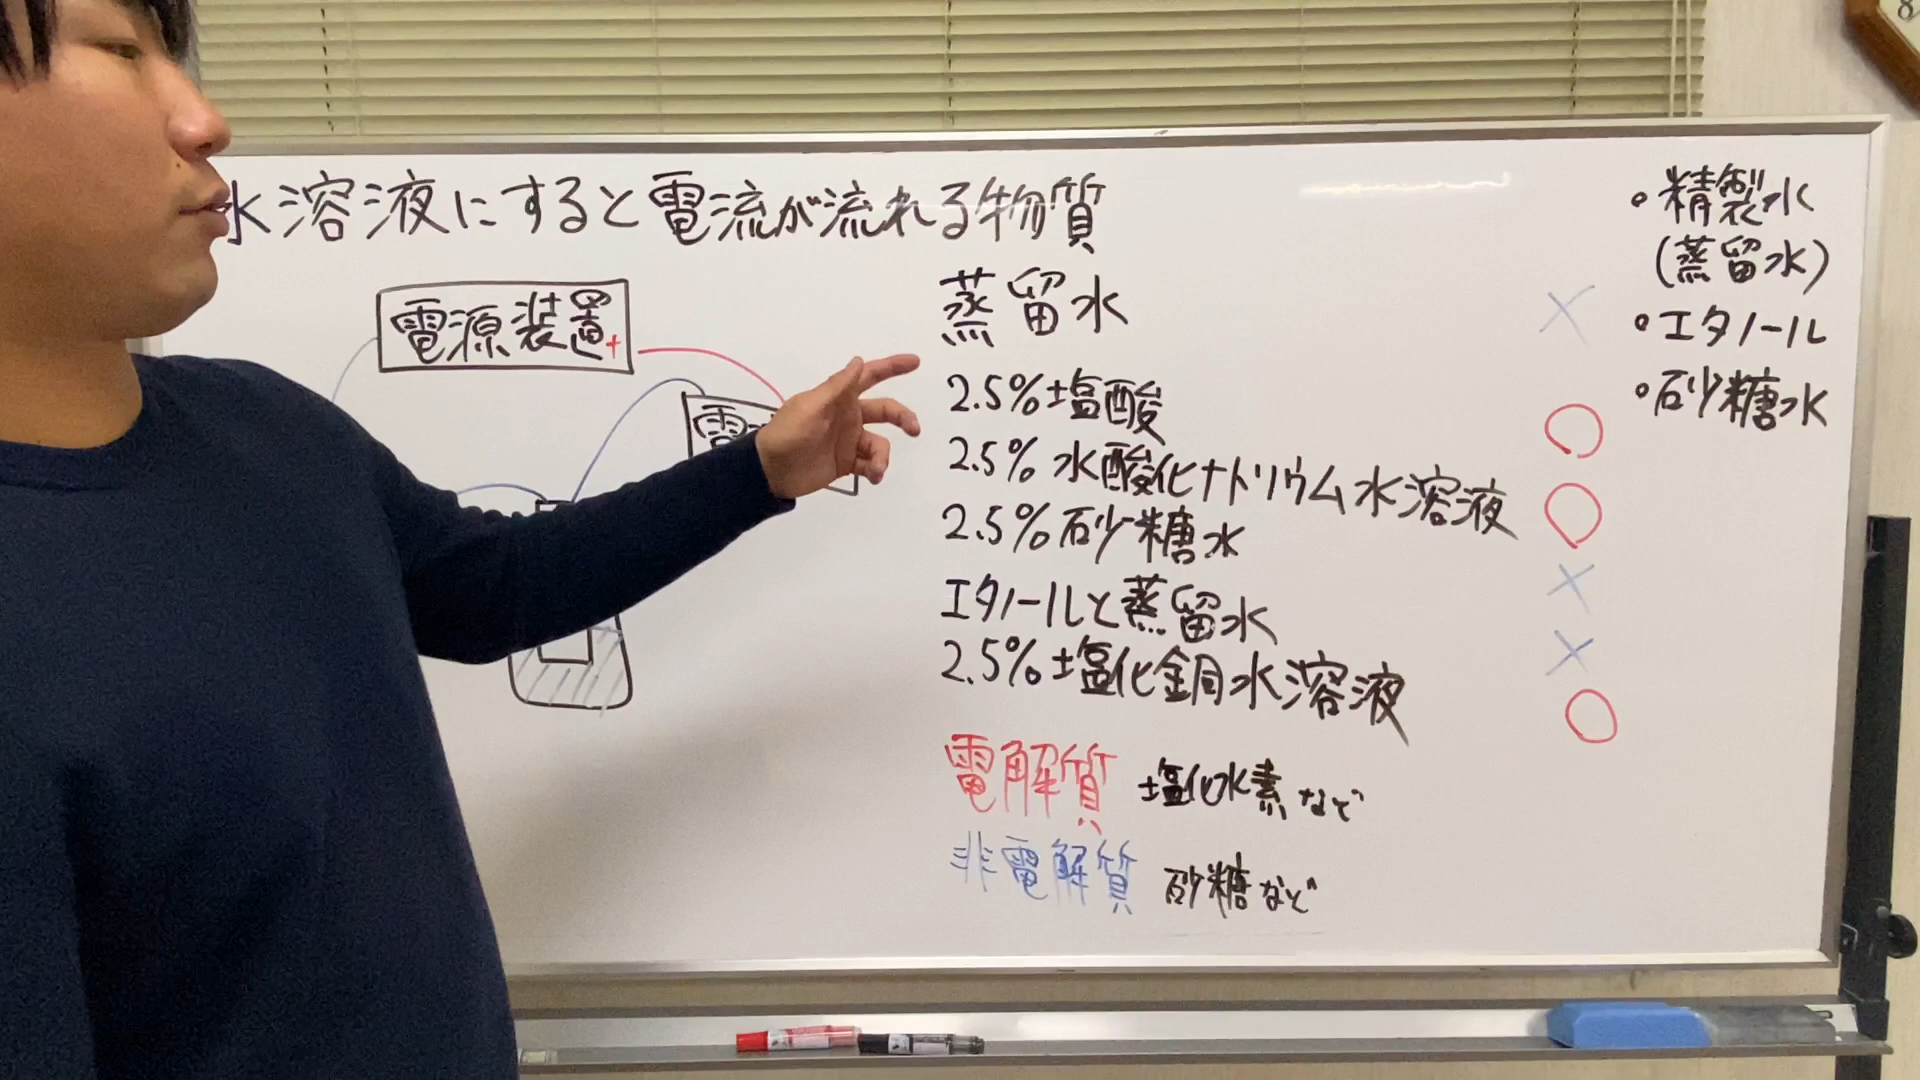 水溶液にすると電流が流れる物質
電源装置+
電
蒸留水 ×
2.5%塩酸 ○
2.5% 水酸化ナトリウム水溶液 ○
2.5%砂糖水 ×
エタノールと蒸留水 ×
2.5%塩化銅水溶液 ○
電解質 塩化水素 など
非電解質 砂糖など
・精製水
(蒸留水)
・エタノール
・砂糖水
8